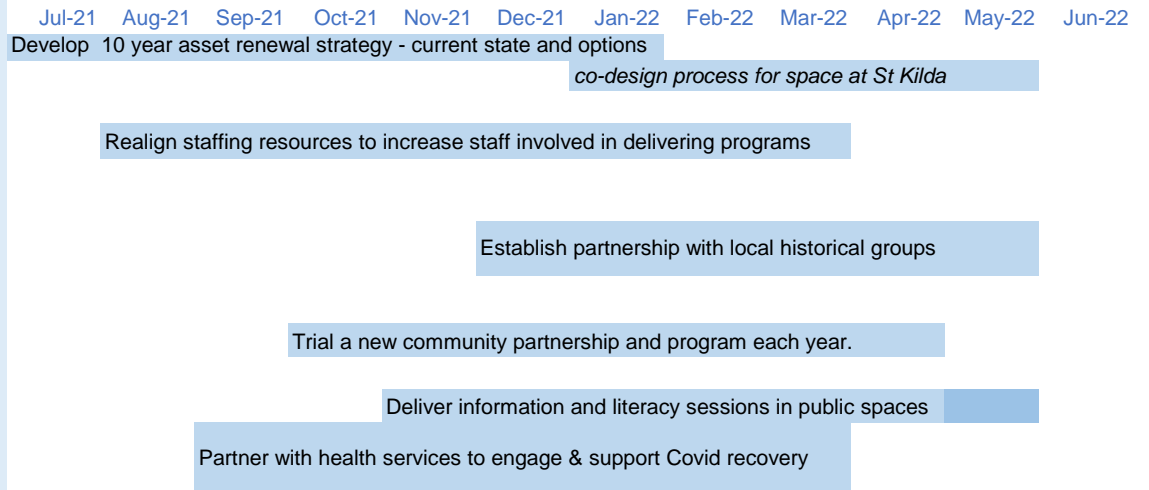 Jul-21 Aug-21 Sep-21 Oct-21 Nov-21 Dec-21 Jan-22 Feb-22 Mar-22 Apr-22 May-22 Jun-22
Develop  10 year asset renewal strategy - current state and options
co-design process for space at St Kilda
Realign staffing resources to increase staff involved in delivering programs
Establish partnership with local historical groups
Trial a new community partnership and program each year.
Deliver information and literacy sessions in public spaces
Partner with health services to engage & support Covid recovery